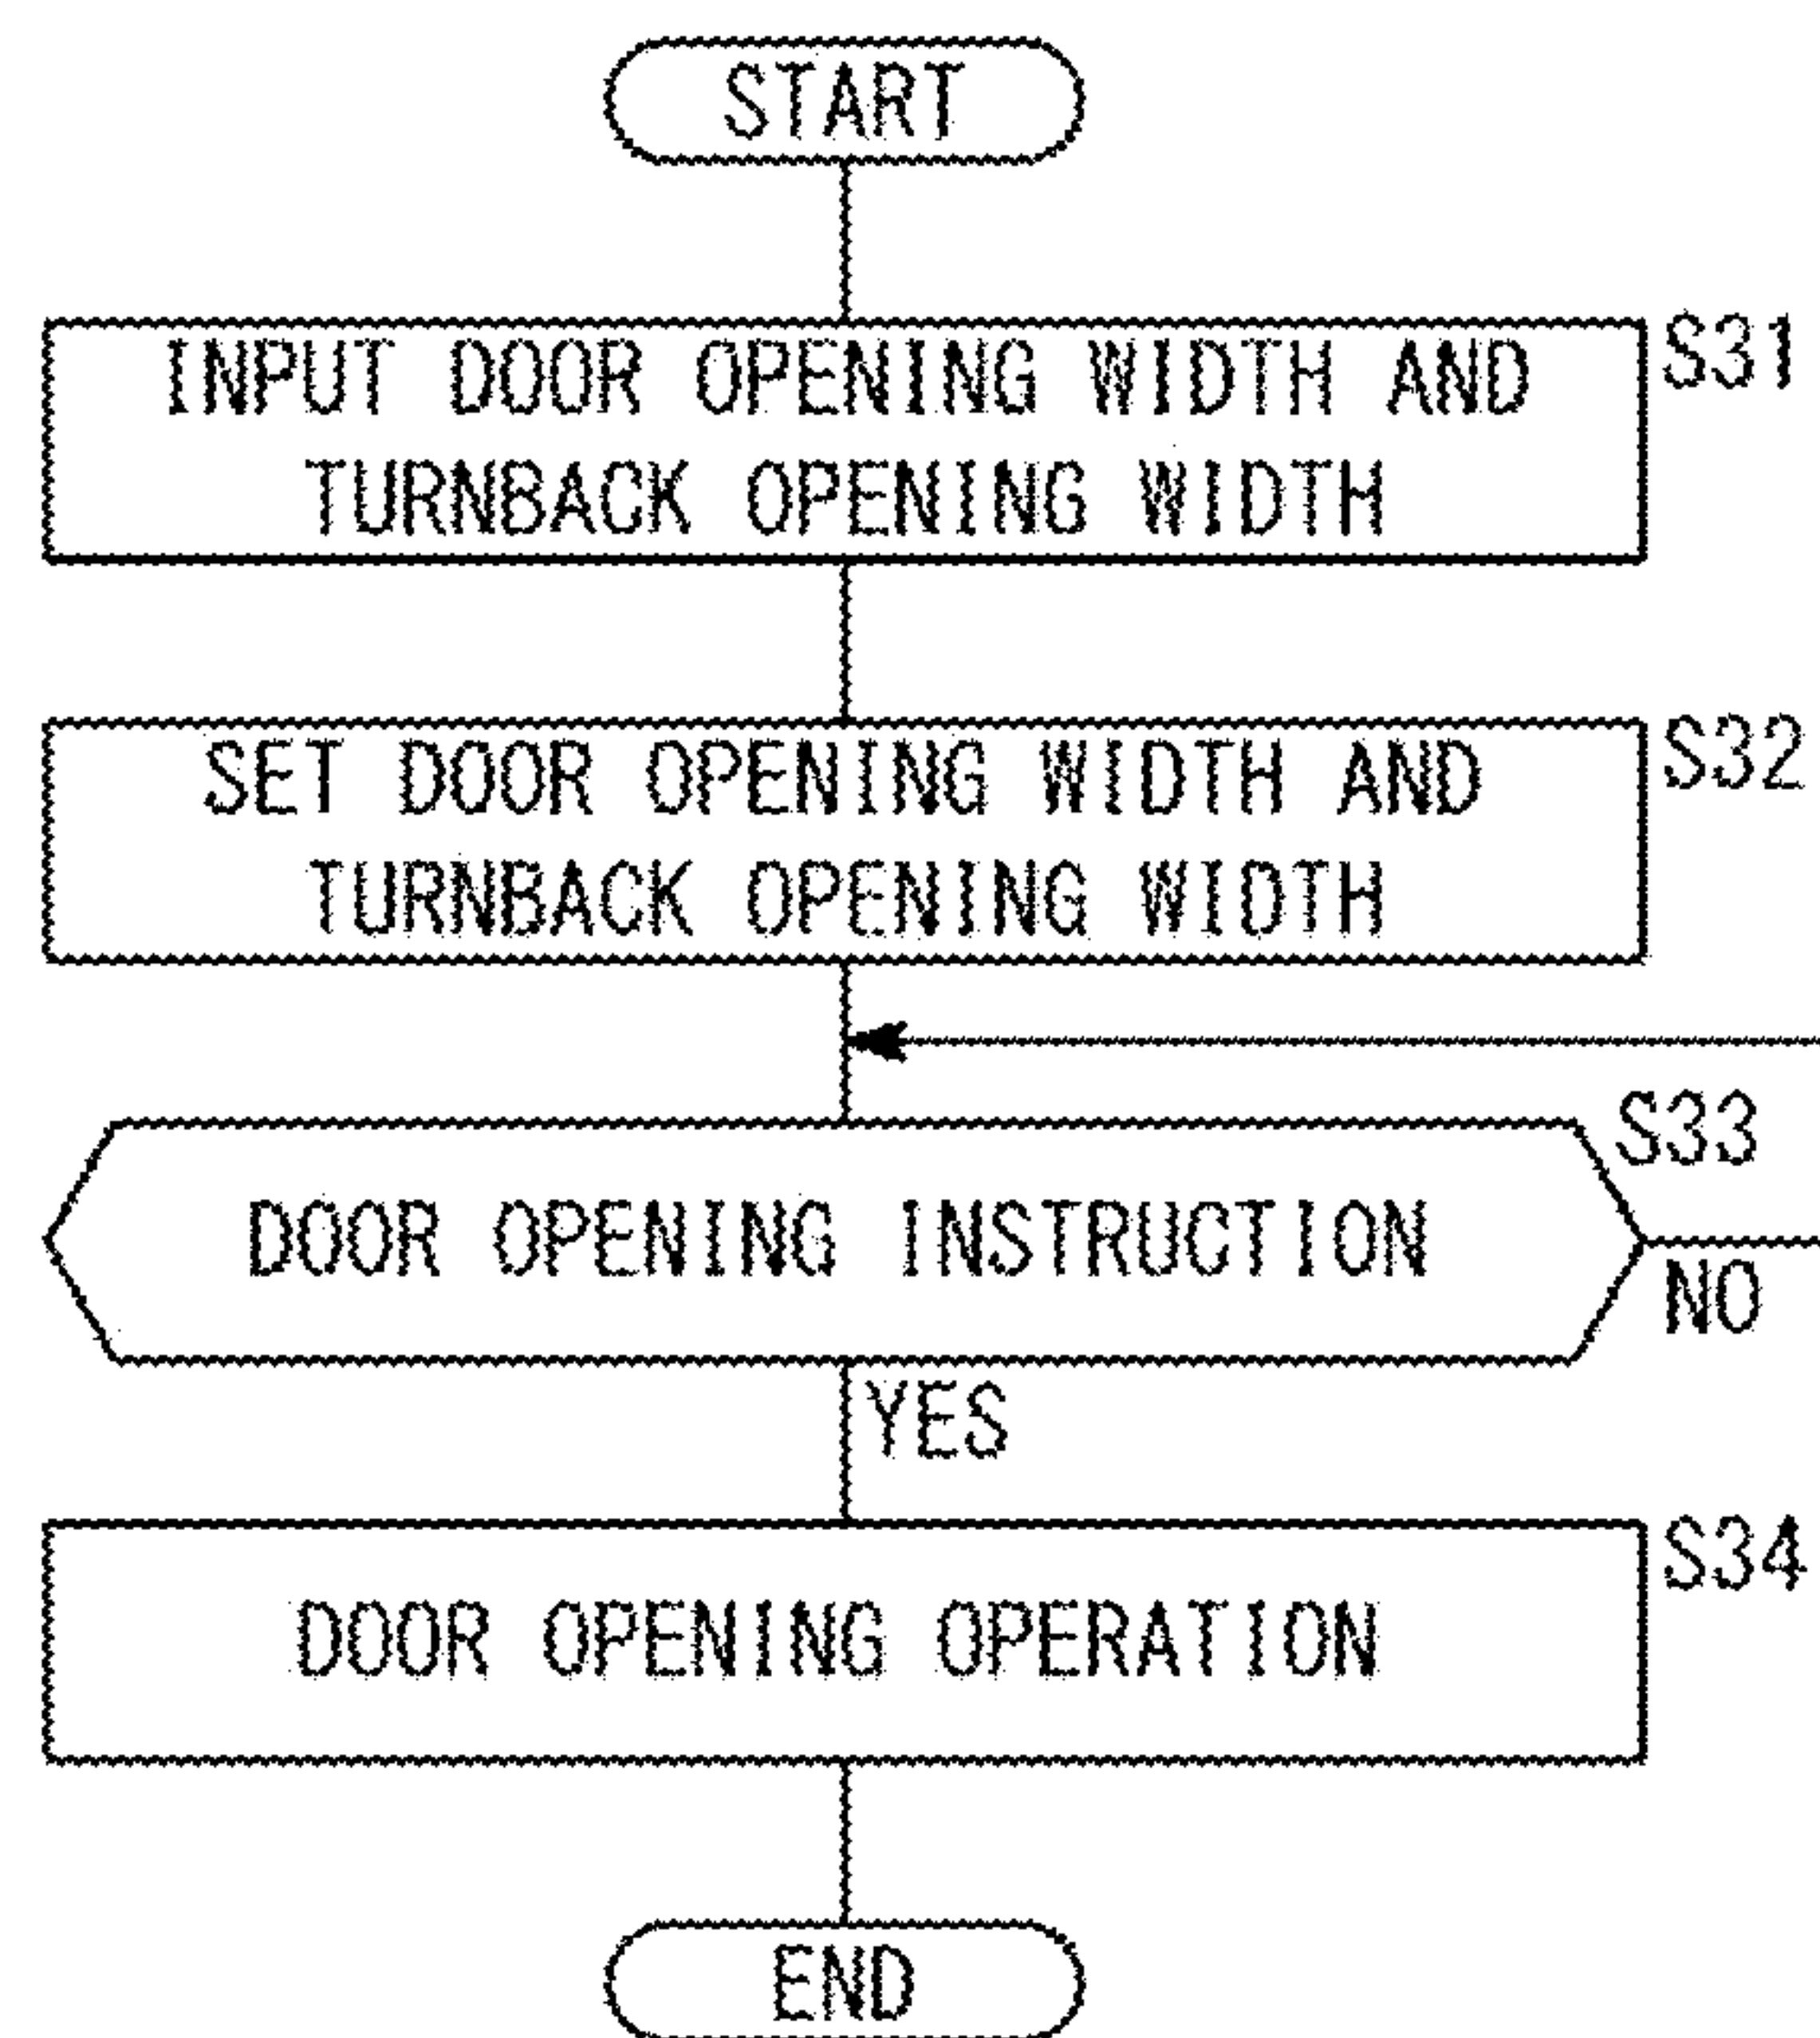 START
S31
INPUT DOOR OPENING WIDTH AND
TURNBACK OPENING WIDTH
S32
SET DOOR OPENING WIDTH AND
TURNBACK OPENING WIDTH
S33
DOOR OPENING INSTRUCTION
NO
YES
S34
DOOR OPENING OPERATION
END